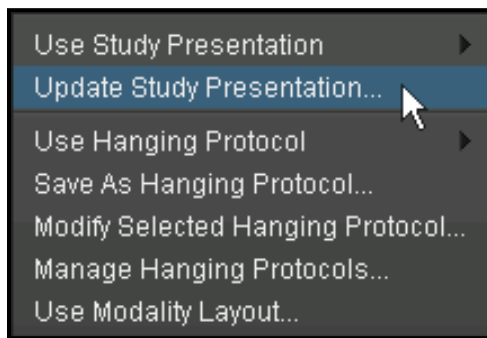 Use Study Presentation
Update Study Presentation...
Use Hanging Protocol
Save As Hanging Protocol...
Modify Selected Hanging Protocol...
Manage Hanging Protocols...
Use Modality Layout...